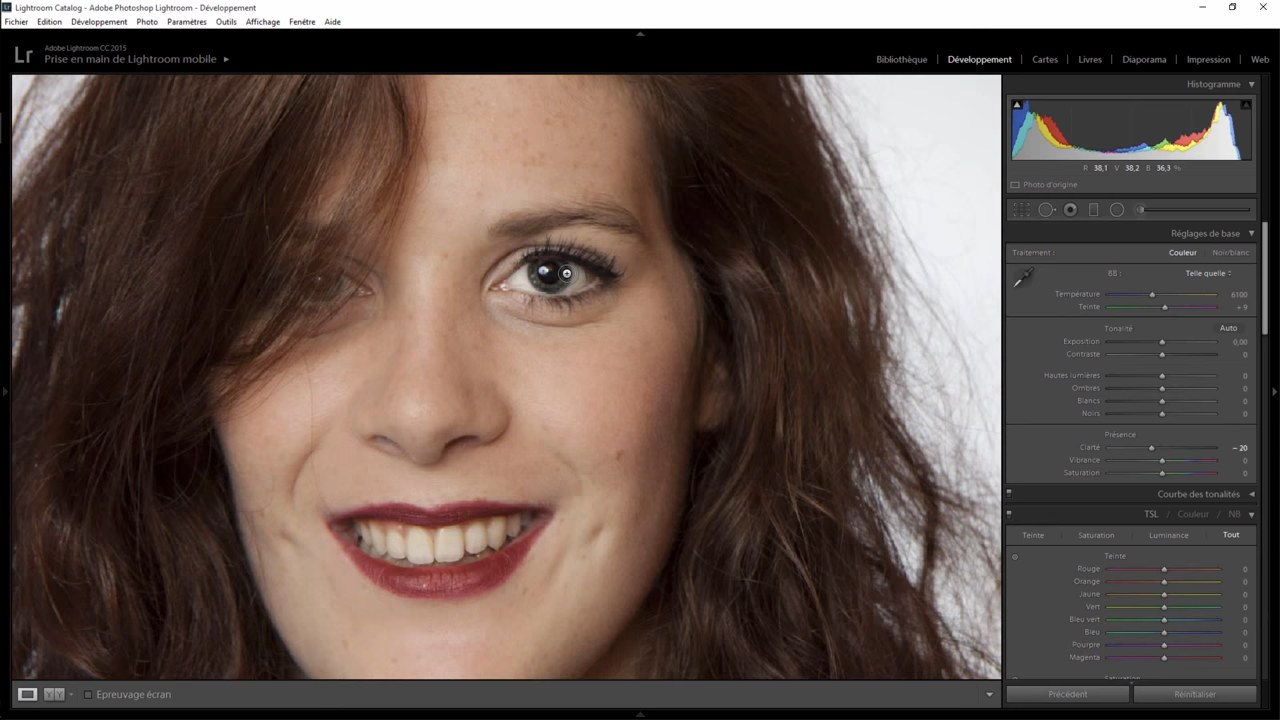 Lightroom Catalog - Adobe Photoshop Lightroom - Développement
Fichier Edition Développement Photo Paramètres Outils Affichage Fenêtre Aide
Lr
Adobe Lightroom CC 2015
Prise en main de Lightroom mobile
Bibliothèque | Développement | Cartes | Livres | Diaporama | Impression | Web
Histogramme
R 38,1 V 38,2 B 36,3 %
Photo d'origine
Réglages de base
Traitement : Couleur Noir/blanc
BB : Telle quelle
Température 6100
Teinte + 9
Tonalité Auto
Exposition 0,00
Contraste 0
Hautes lumières 0
Ombres 0
Blancs 0
Noirs 0
Présence
Clarté – 20
Vibrance 0
Saturation 0
Courbe des tonalités
TSL / Couleur / NB
Teinte Saturation Luminance Tout
Teinte
Rouge 0
Orange 0
Jaune 0
Vert 0
Bleu vert 0
Bleu 0
Pourpre 0
Magenta 0
Saturation
Epreuvage écran
Précédent Réinitialiser